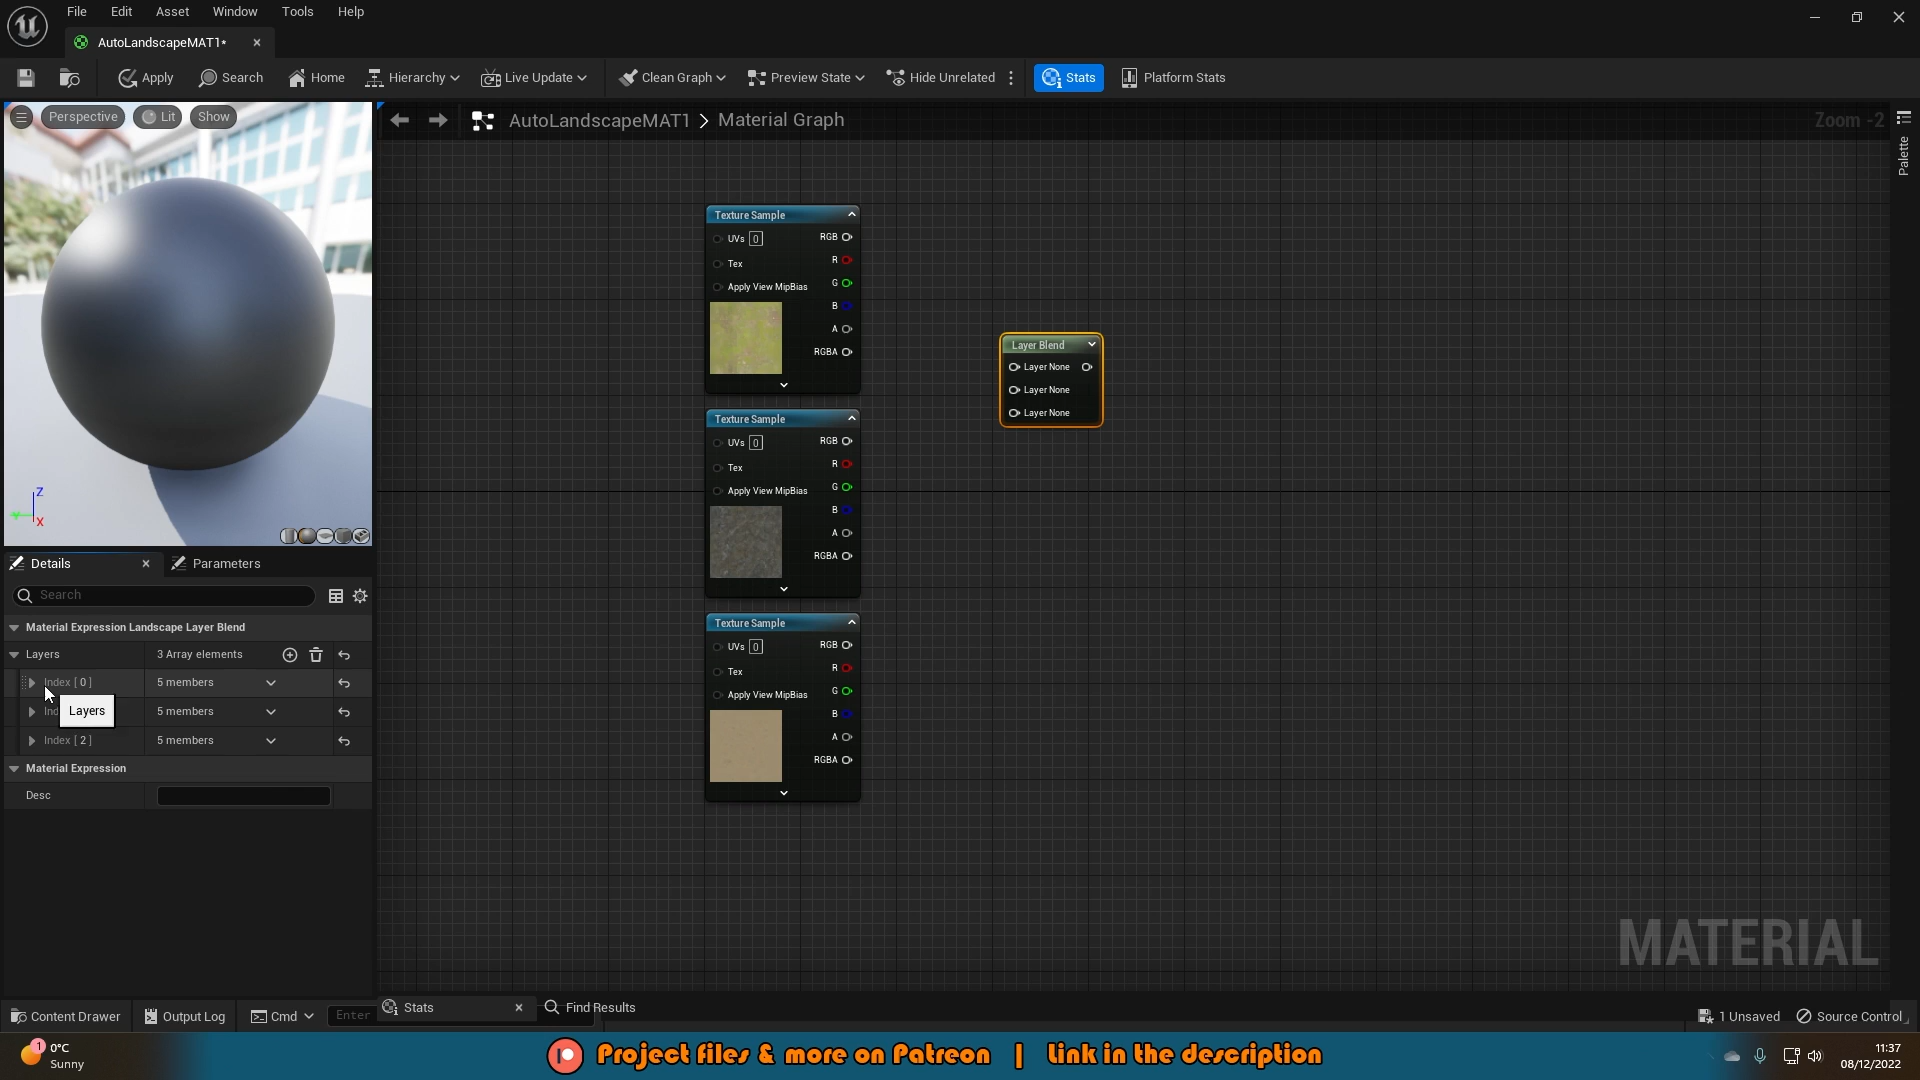 File Edit Asset Window Tools Help
AutoLandscapeMAT1*
Apply Search Home Hierarchy Live Update Clean Graph Preview State Hide Unrelated Stats Platform Stats
Perspective Lit Show
AutoLandscapeMAT1 > Material Graph
Zoom -2
Palette
Texture Sample
UVs 0 RGB
R
Tex
G
Apply View MipBias
B
A
RGBA
Layer Blend
Layer None
Layer None
Layer None
Texture Sample
UVs 0 RGB
R
Tex
G
Apply View MipBias
B
A
RGBA
Texture Sample
UVs 0 RGB
R
Tex
G
Apply View MipBias
B
A
RGBA
Z
Y
X
Details Parameters
Search
Material Expression Landscape Layer Blend
Layers 3 Array elements
Index [ 0 ] 5 members
Layers
Ind 5 members
Index [ 2 ] 5 members
Material Expression
Desc
MATERIAL
Stats Find Results
Content Drawer Output Log Cmd Enter
1 Unsaved Source Control
1 0°C
Sunny
Project files & more on Patreon | Link in the description
11:37
08/12/2022